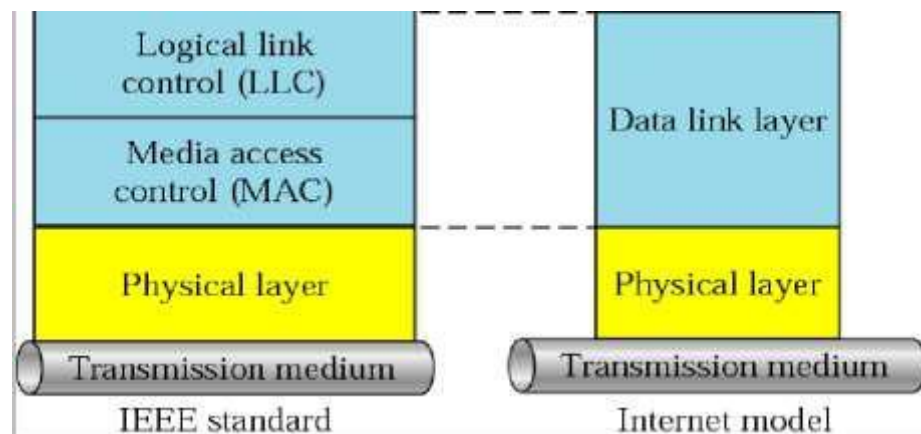 Logical link
control (LLC)
Media access
control (MAC)
Physical layer
Transmission medium
IEEE standard
Data link layer
Physical layer
Transmission medium
Internet model